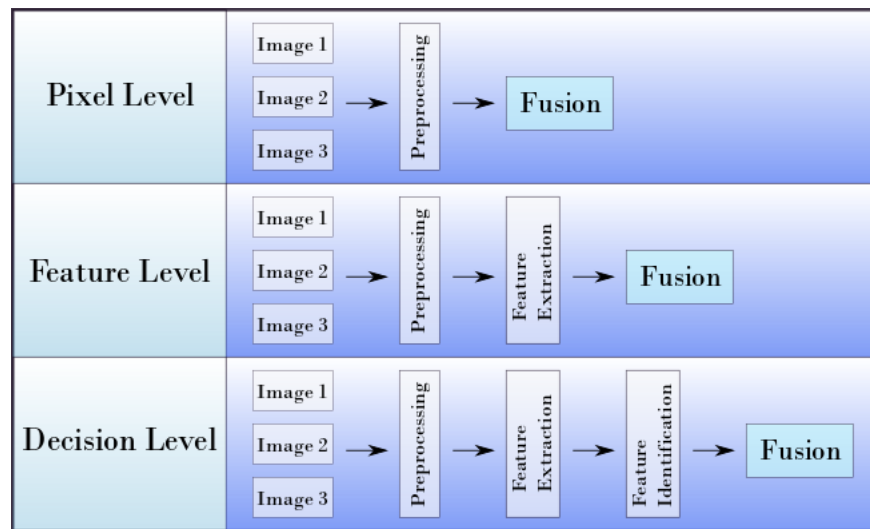 Pixel Level
Image 1
Image 2
Image 3
Preprocessing
Fusion
Feature Level
Image 1
Image 2
Image 3
Preprocessing
Feature
Extraction
Fusion
Decision Level
Image 1
Image 2
Image 3
Preprocessing
Feature
Extraction
Feature
Identification
Fusion